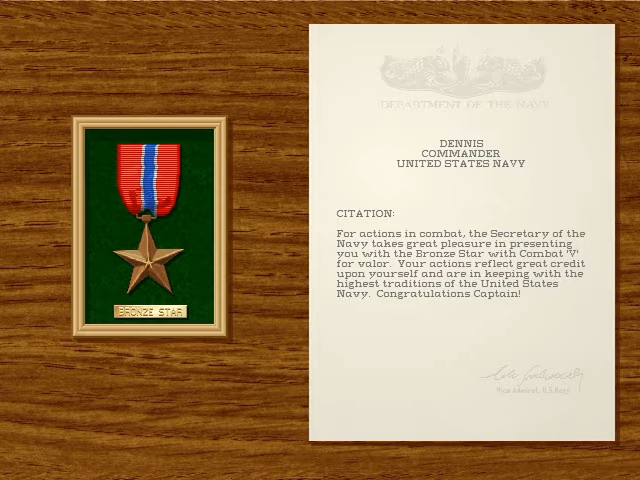 DEPARTMENT OF THE NAVY
DENNIS
COMMANDER
UNITED STATES NAVY
CITATION:
For actions in combat, the Secretary of the
Navy takes great pleasure in presenting
you with the Bronze Star with Combat 'V'
for valor. Your actions reflect great credit
upon yourself and are in keeping with the
highest traditions of the United States
Navy. Congratulations Captain!
Vice Admiral, U.S. Navy
BRONZE STAR